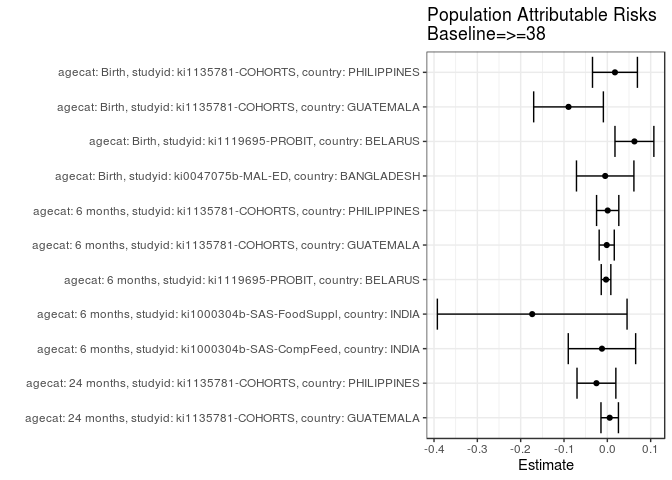 Population Attributable Risks
Baseline=>=38
agecat: Birth, studyid: ki1135781-COHORTS, country: PHILIPPINES
agecat: Birth, studyid: ki1135781-COHORTS, country: GUATEMALA
agecat: Birth, studyid: ki1119695-PROBIT, country: BELARUS
agecat: Birth, studyid: ki0047075b-MAL-ED, country: BANGLADESH
agecat: 6 months, studyid: ki1135781-COHORTS, country: PHILIPPINES
agecat: 6 months, studyid: ki1135781-COHORTS, country: GUATEMALA
agecat: 6 months, studyid: ki1119695-PROBIT, country: BELARUS
agecat: 6 months, studyid: ki1000304b-SAS-FoodSuppl, country: INDIA
agecat: 6 months, studyid: ki1000304b-SAS-CompFeed, country: INDIA
agecat: 24 months, studyid: ki1135781-COHORTS, country: PHILIPPINES
agecat: 24 months, studyid: ki1135781-COHORTS, country: GUATEMALA
-0.4 -0.3 -0.2 -0.1 0.0 0.1
Estimate